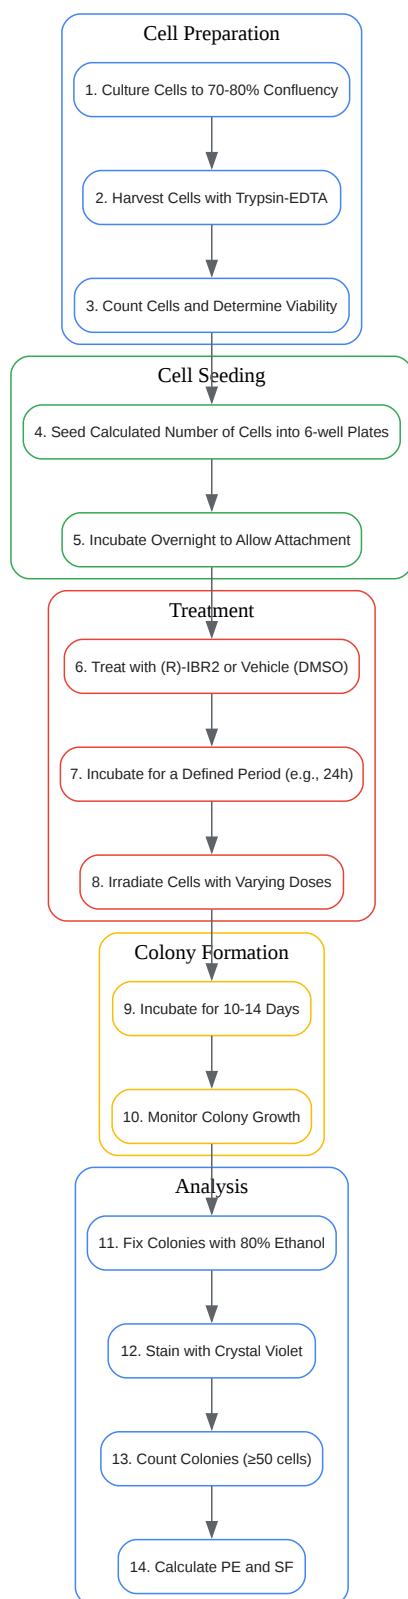 Cell Preparation
1. Culture Cells to 70-80% Confluency
2. Harvest Cells with Trypsin-EDTA
3. Count Cells and Determine Viability
Cell Seeding
4. Seed Calculated Number of Cells into 6-well Plates
5. Incubate Overnight to Allow Attachment
Treatment
6. Treat with (R)-IBR2 or Vehicle (DMSO)
7. Incubate for a Defined Period (e.g., 24h)
8. Irradiate Cells with Varying Doses
Colony Formation
9. Incubate for 10-14 Days
10. Monitor Colony Growth
Analysis
11. Fix Colonies with 80% Ethanol
12. Stain with Crystal Violet
13. Count Colonies (≥50 cells)
14. Calculate PE and SF